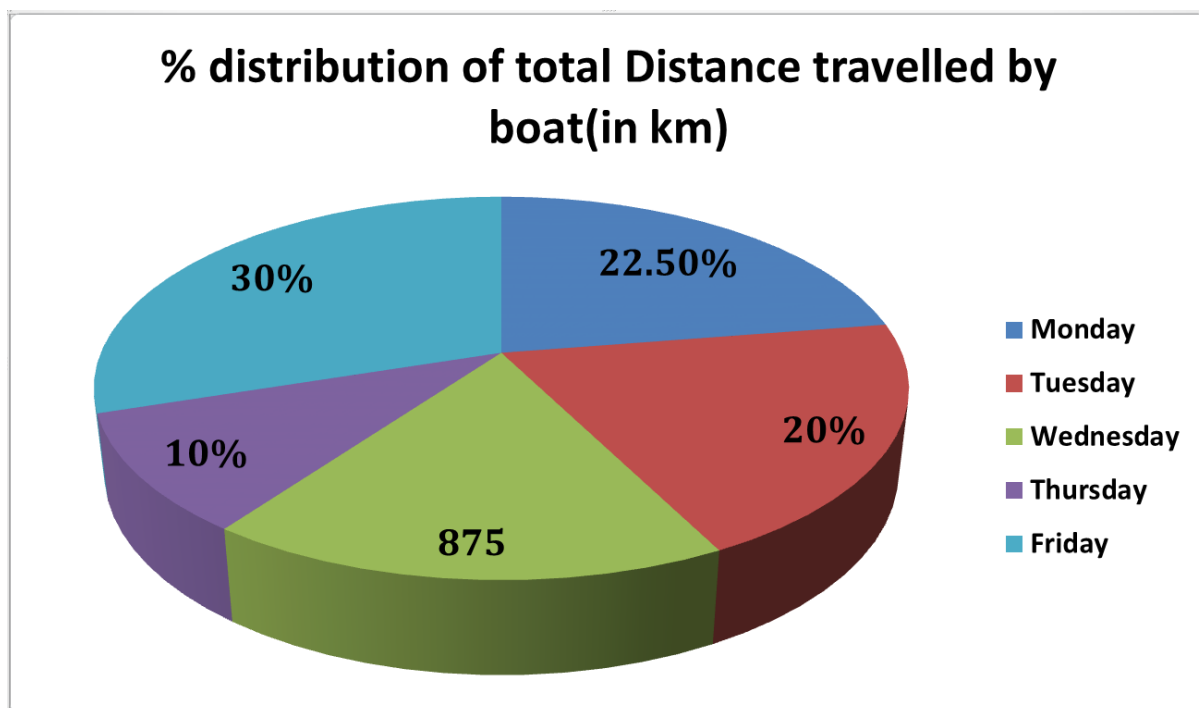 % distribution of total Distance travelled by
boat(in km)
30%
22.50%
20%
10%
875
Monday
Tuesday
Wednesday
Thursday
Friday